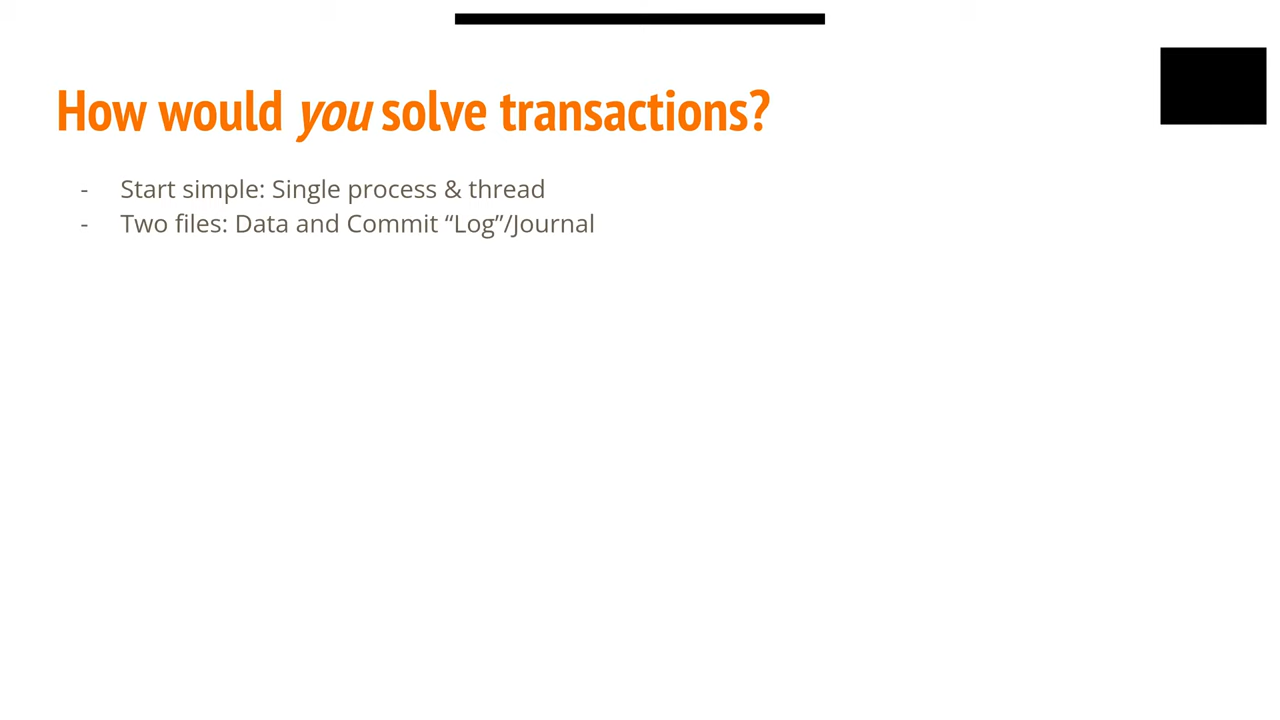 How would you solve transactions?
- Start simple: Single process & thread
- Two files: Data and Commit “Log”/Journal